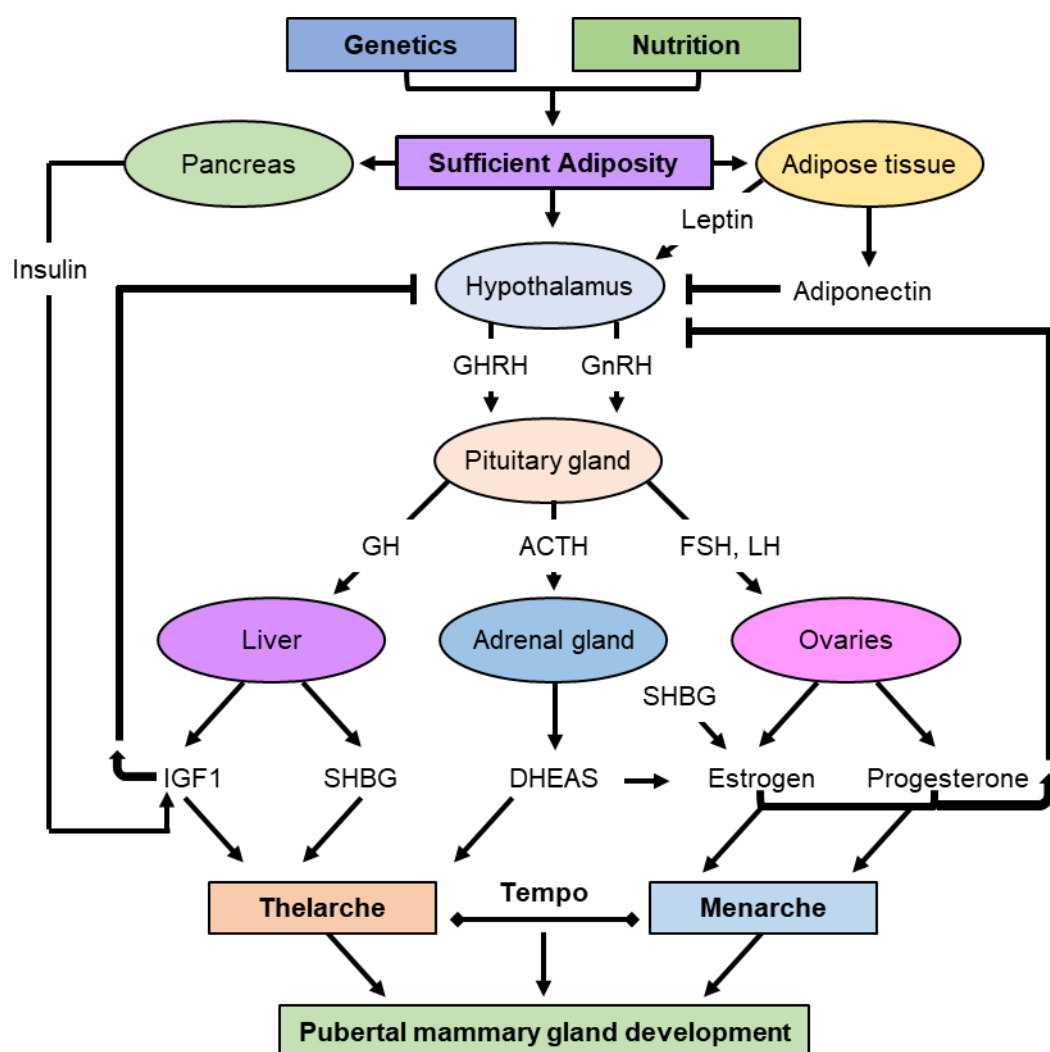 Genetics
Nutrition
Pancreas
Sufficient Adiposity
Adipose tissue
Leptin
Insulin
Hypothalamus
Adiponectin
GHRH
GnRH
Pituitary gland
GH
ACTH
FSH, LH
Liver
Adrenal gland
Ovaries
SHBG
IGF1
SHBG
DHEAS
Estrogen
Progesterone
Thelarche
Tempo
Menarche
Pubertal mammary gland development